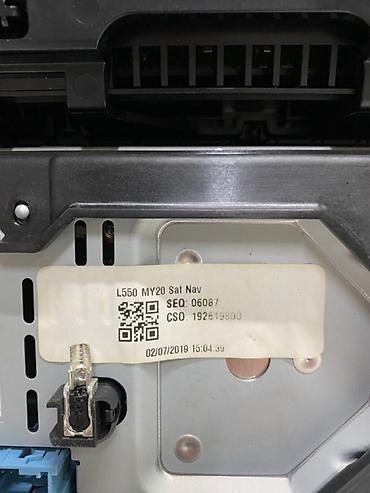 L550 MY20 Sat Nav
SEQ: 06087
CSO: 192619800
02/07/2019 15:04:39